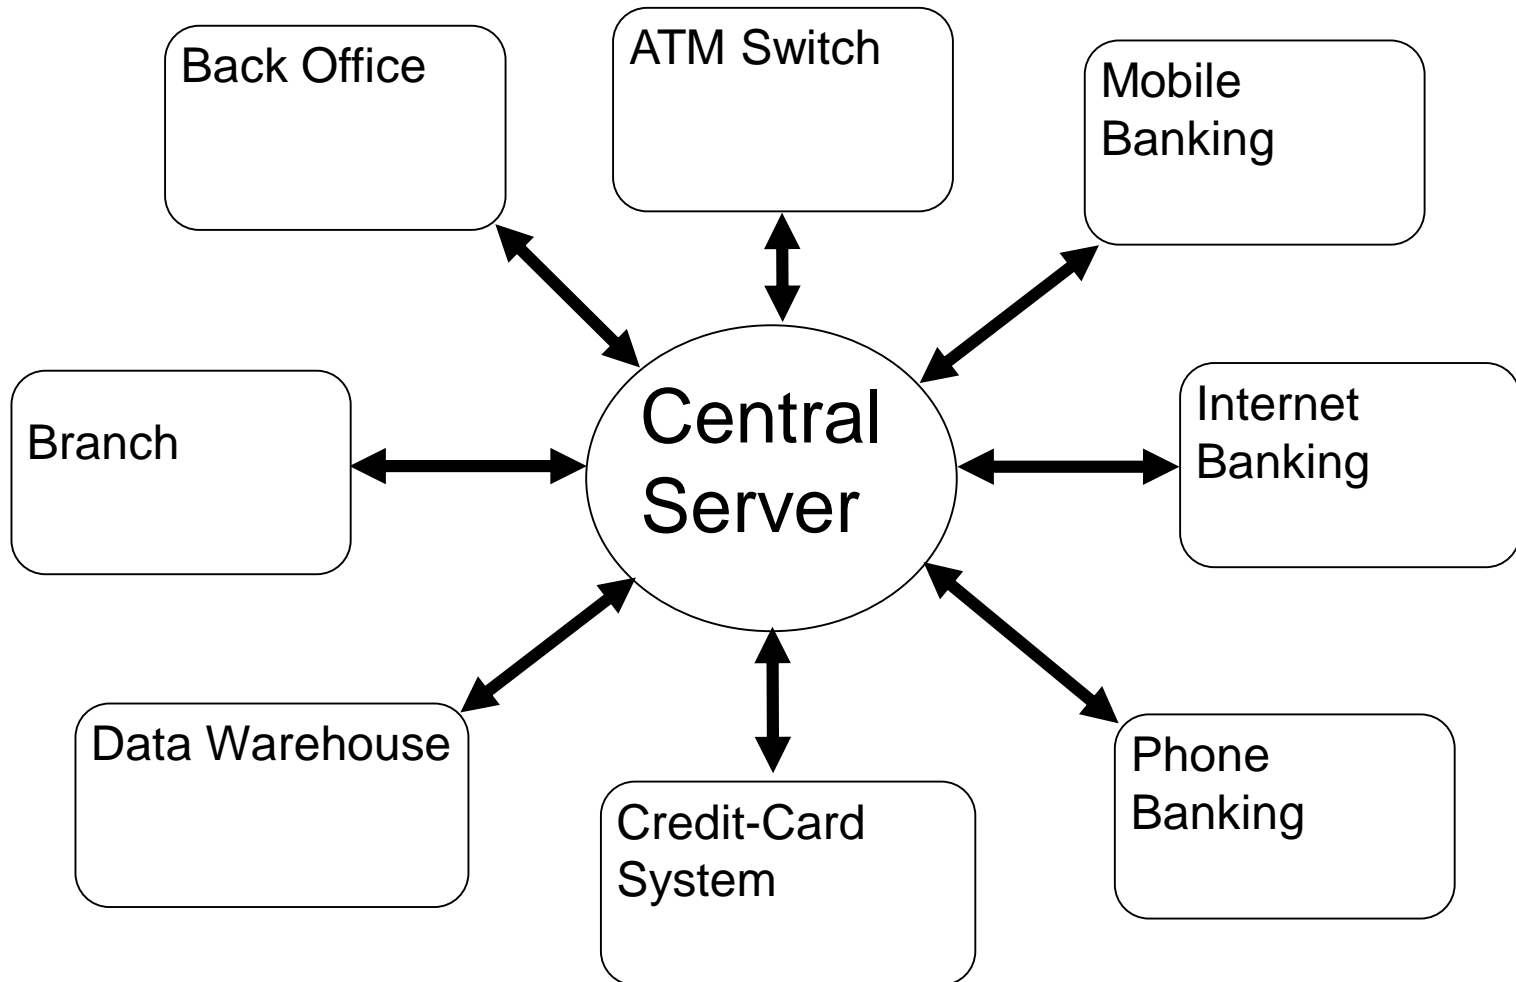 Back Office
ATM Switch
Mobile
Banking
Branch
Central
Server
Internet
Banking
Data Warehouse
Credit-Card
System
Phone
Banking